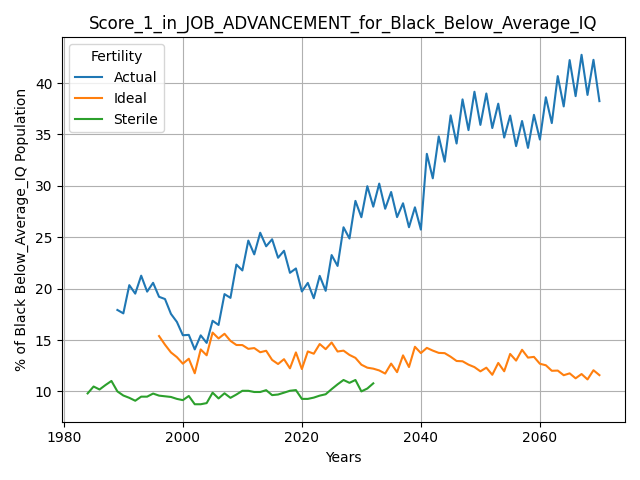 Score_1_in_JOB_ADVANCEMENT_for_Black_Below_Average_IQ
Fertility
Actual
Ideal
Sterile
% of Black Below_Average_IQ Population
40
35
30
25
20
15
10
1980
2000
2020
2040
2060
Years